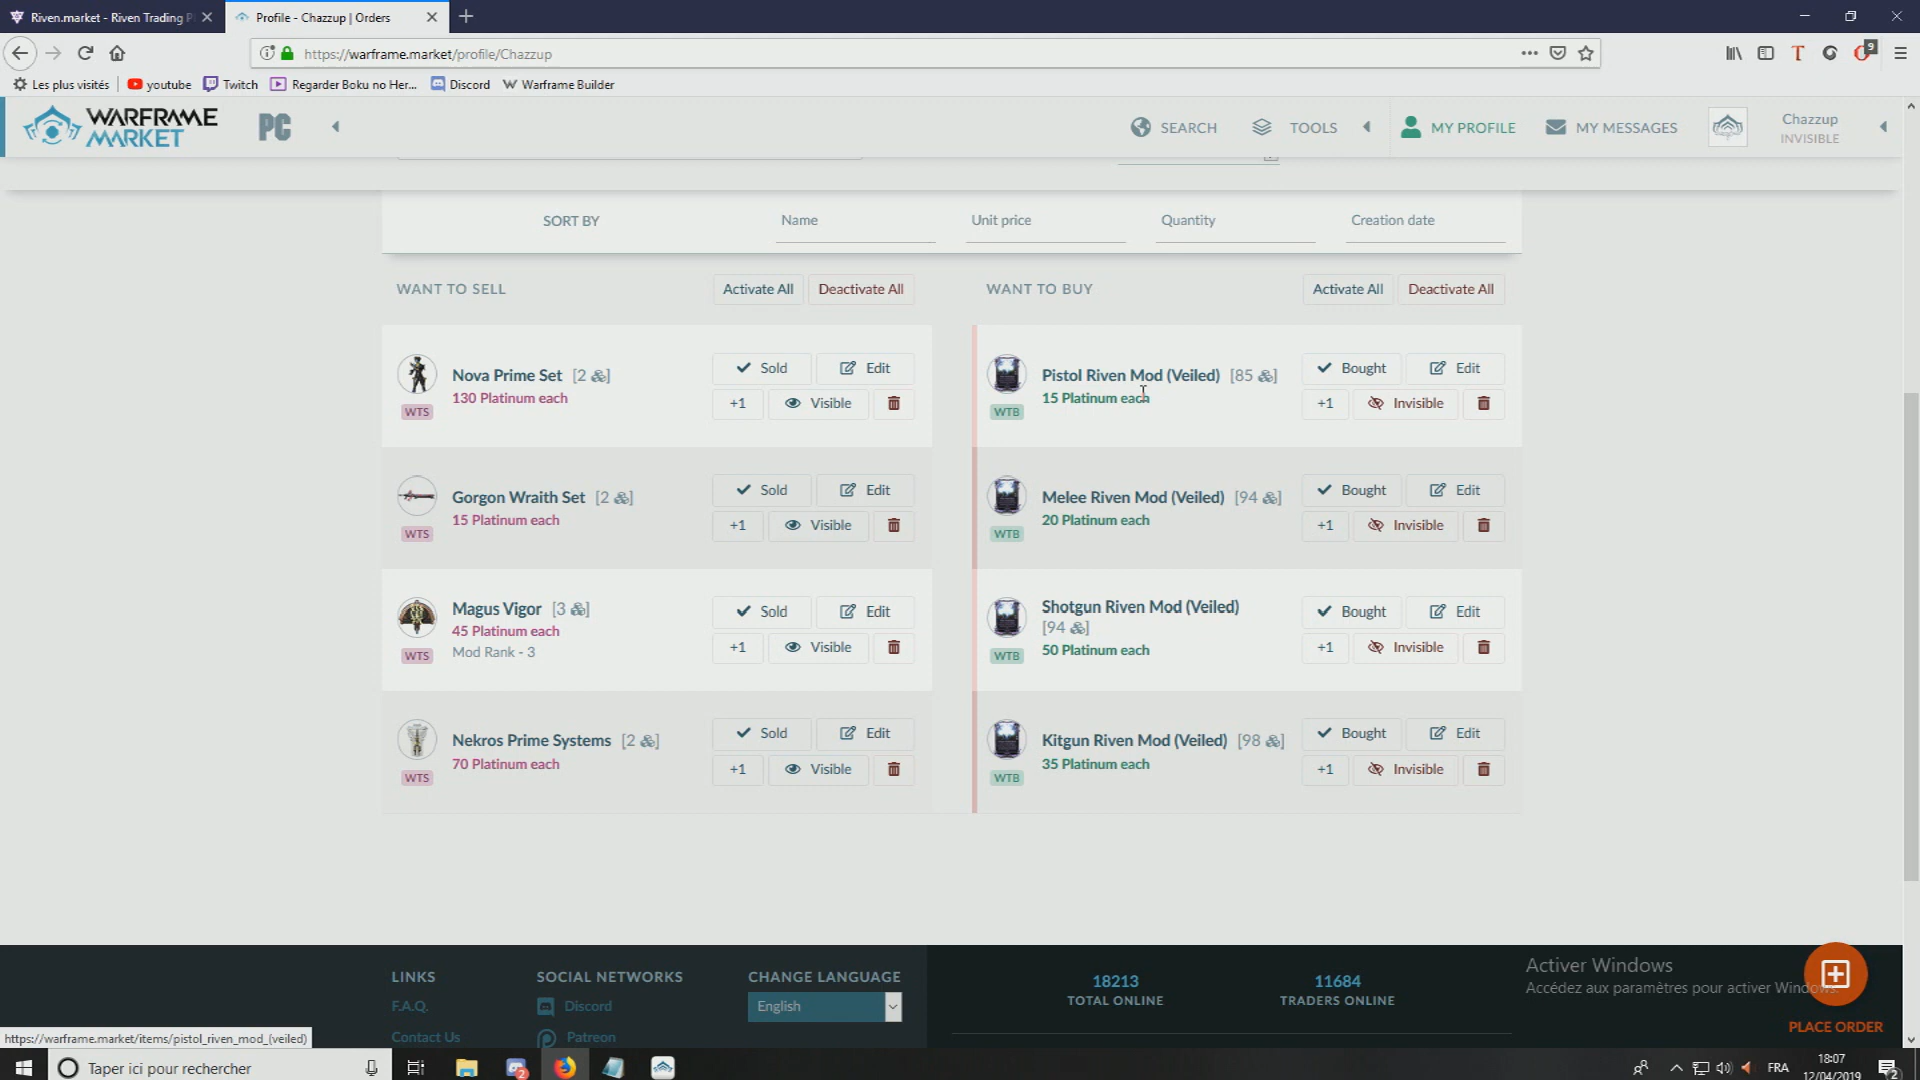 Riven.market - Riven Trading P
Profile - Chazzup | Orders
https://warframe.market/profile/Chazzup
9
Les plus visités
youtube
Twitch
Regarder Boku no Her...
Discord
Warframe Builder
WARFRAME
MARKET
PC
SEARCH
TOOLS
MY PROFILE
MY MESSAGES
Chazzup
INVISIBLE
SORT BY
Name
Unit price
Quantity
Creation date
WANT TO SELL
Activate All
Deactivate All
WANT TO BUY
Activate All
Deactivate All
Nova Prime Set [2]
130 Platinum each
WTS
Sold
Edit
+1
Visible
Pistol Riven Mod (Veiled) [85]
15 Platinum each
WTB
Bought
Edit
+1
Invisible
Gorgon Wraith Set [2]
15 Platinum each
WTS
Sold
Edit
+1
Visible
Melee Riven Mod (Veiled) [94]
20 Platinum each
WTB
Bought
Edit
+1
Invisible
Magus Vigor [3]
45 Platinum each
Mod Rank - 3
WTS
Sold
Edit
+1
Visible
Shotgun Riven Mod (Veiled)
[94]
50 Platinum each
WTB
Bought
Edit
+1
Invisible
Nekros Prime Systems [2]
70 Platinum each
WTS
Sold
Edit
+1
Visible
Kitgun Riven Mod (Veiled) [98]
35 Platinum each
WTB
Bought
Edit
+1
Invisible
LINKS
F.A.Q.
Contact Us
SOCIAL NETWORKS
Discord
Patreon
CHANGE LANGUAGE
English
18213
TOTAL ONLINE
11684
TRADERS ONLINE
Activer Windows
Accédez aux paramètres pour activer Windows.
PLACE ORDER
https://warframe.market/items/pistol_riven_mod_(veiled)
Taper ici pour rechercher
2
FRA
18:07
12/04/2019
2